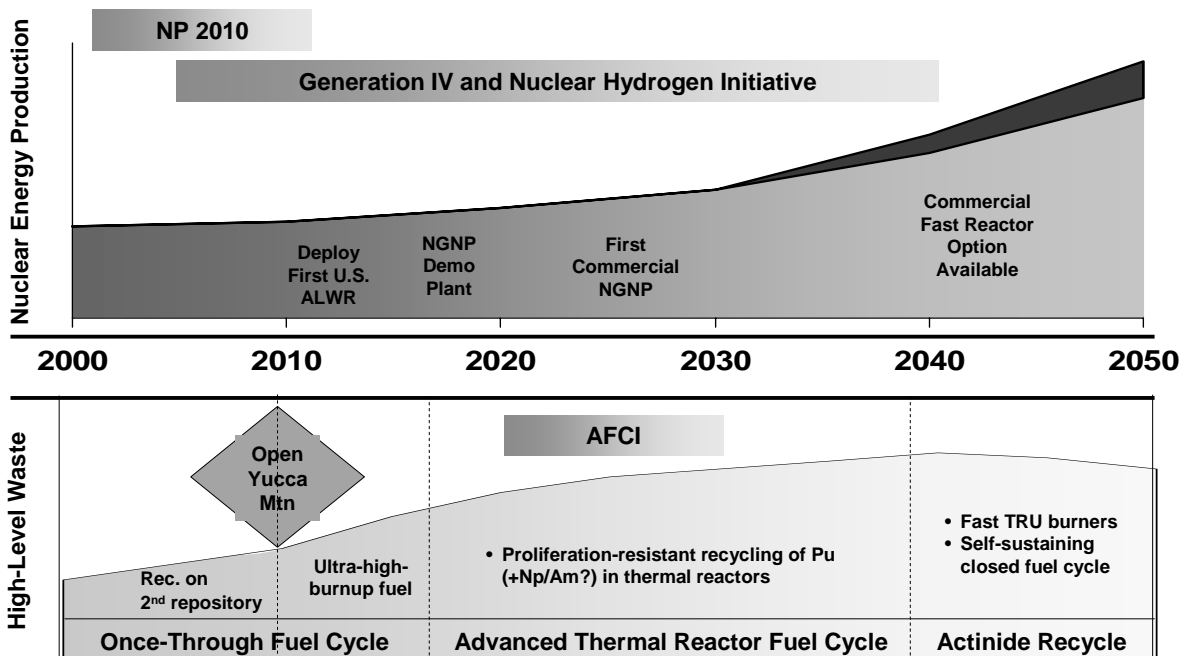 Nuclear Energy Production
NP 2010
Generation IV and Nuclear Hydrogen Initiative
Deploy
First U.S.
ALWR
NGNP
Demo
Plant
First
Commercial
NGNP
Commercial
Fast Reactor
Option
Available
2000 2010 2020 2030 2040 2050
High-Level Waste
Open
Yucca
Mtn
AFCI
Rec. on
2nd repository
Ultra-high-
burnup fuel
• Proliferation-resistant recycling of Pu
(+Np/Am?) in thermal reactors
• Fast TRU burners
• Self-sustaining
closed fuel cycle
Once-Through Fuel Cycle
Advanced Thermal Reactor Fuel Cycle
Actinide Recycle